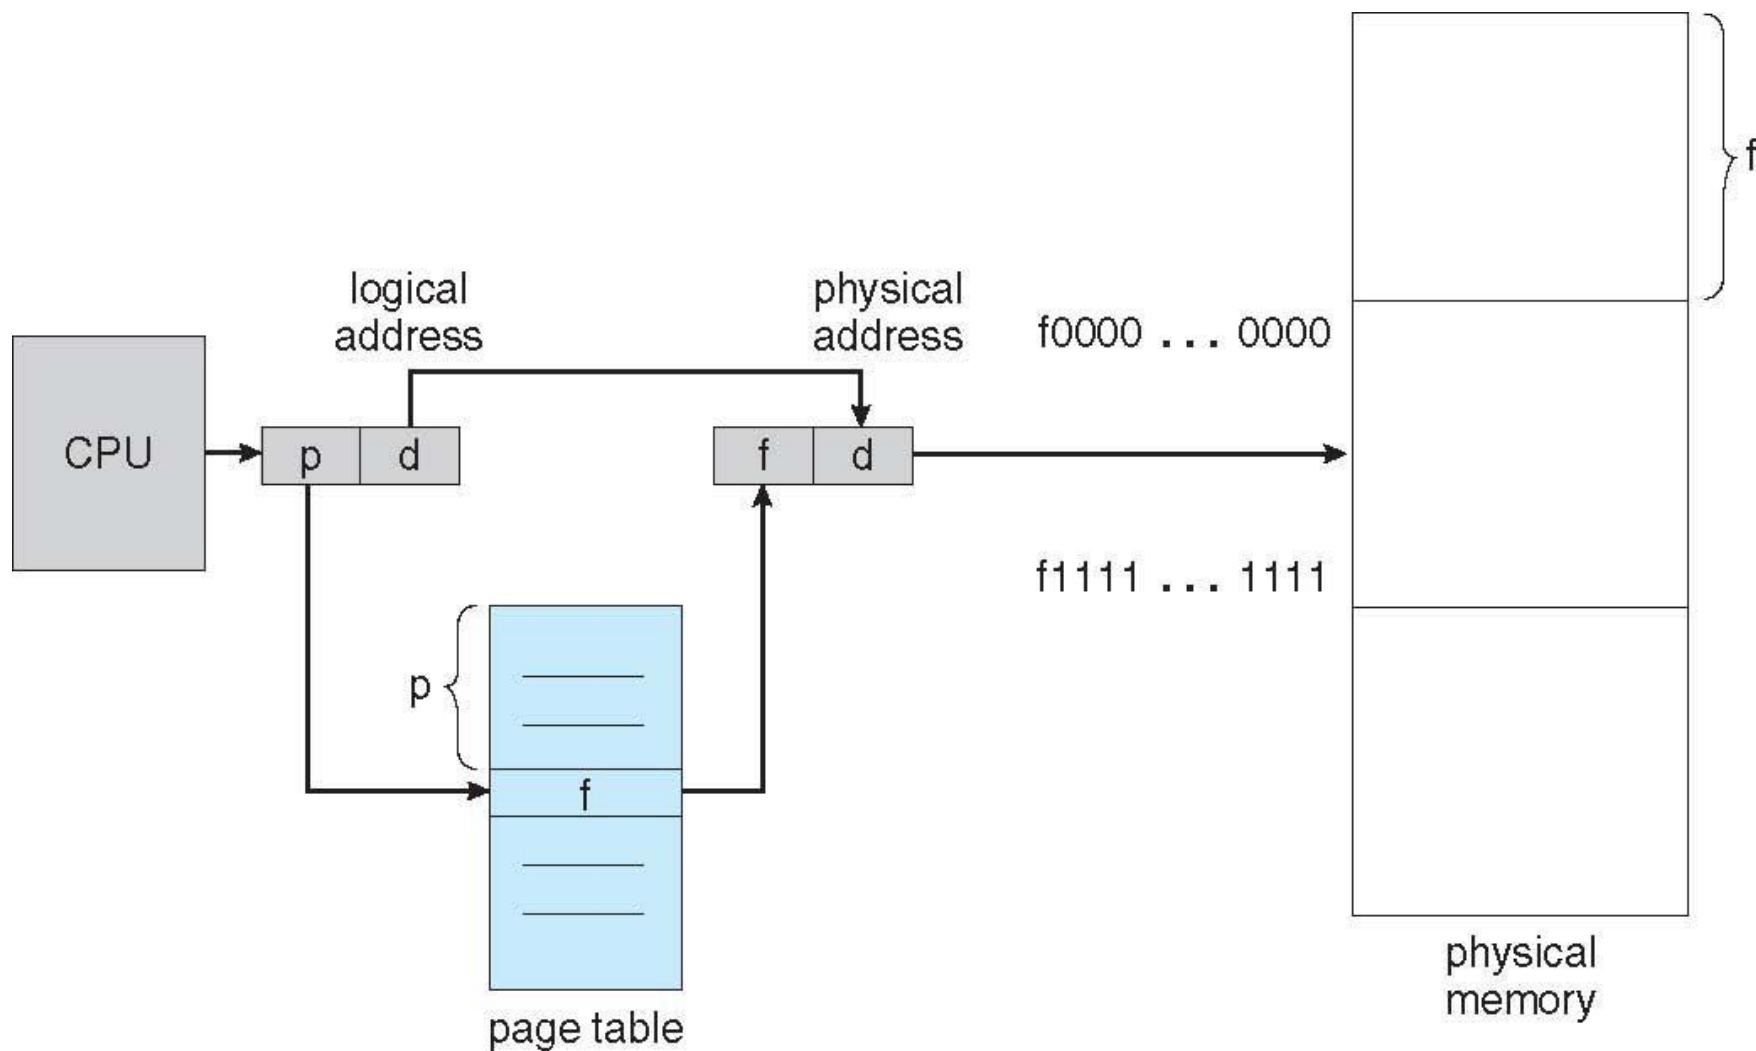 f
logical
address
physical
address
f0000 ... 0000
CPU
p
d
f
d
f1111 ... 1111
p
f
physical
memory
page table